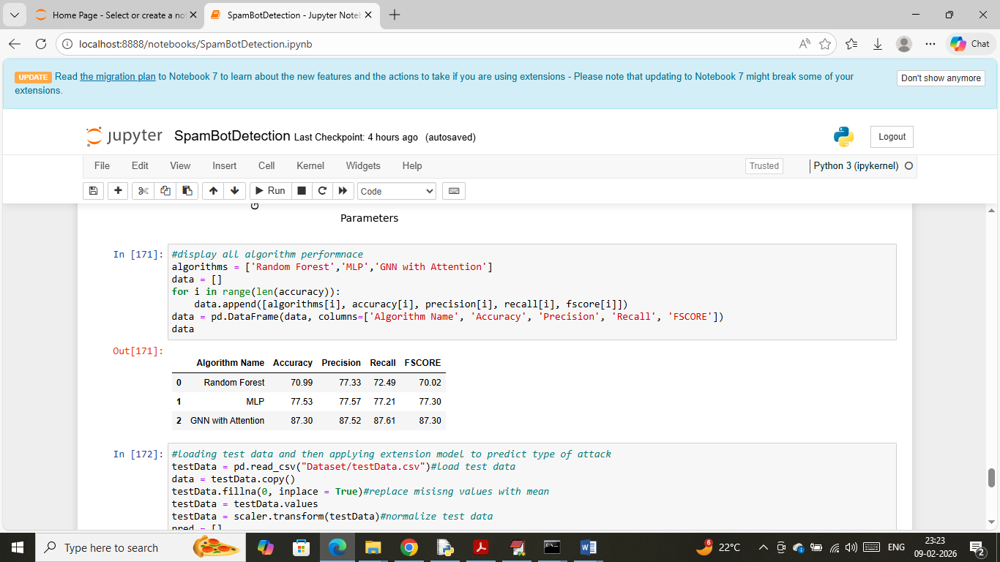 Home Page - Select or create a no
SpamBotDetection - Jupyter Noteb
localhost:8888/notebooks/SpamBotDetection.ipynb
Chat
UPDATE Read the migration plan to Notebook 7 to learn about the new features and the actions to take if you are using extensions - Please note that updating to Notebook 7 might break some of your
extensions.
Don't show anymore
jupyter SpamBotDetection Last Checkpoint: 4 hours ago (autosaved)
Logout
File Edit View Insert Cell Kernel Widgets Help
Trusted
Python 3 (ipykernel)
Run
Code
G
Parameters
In [171]: #display all algorithm performnace
algorithms = ['Random Forest','MLP','GNN with Attention']
data = []
for i in range(len(accuracy)):
    data.append([algorithms[i], accuracy[i], precision[i], recall[i], fscore[i]])
data = pd.DataFrame(data, columns=['Algorithm Name', 'Accuracy', 'Precision', 'Recall', 'FSCORE'])
data
Out[171]:
Algorithm Name Accuracy Precision Recall FSCORE
0 Random Forest 70.99 77.33 72.49 70.02
1 MLP 77.53 77.57 77.21 77.30
2 GNN with Attention 87.30 87.52 87.61 87.30
In [172]: #loading test data and then applying extension model to predict type of attack
testData = pd.read_csv("Dataset/testData.csv")#load test data
data = testData.copy()
testData.fillna(0, inplace = True)#replace misisng values with mean
testData = testData.values
testData = scaler.transform(testData)#normalize test data
pred = []
Type here to search
6
22°C
ENG
23:23
09-02-2026
2